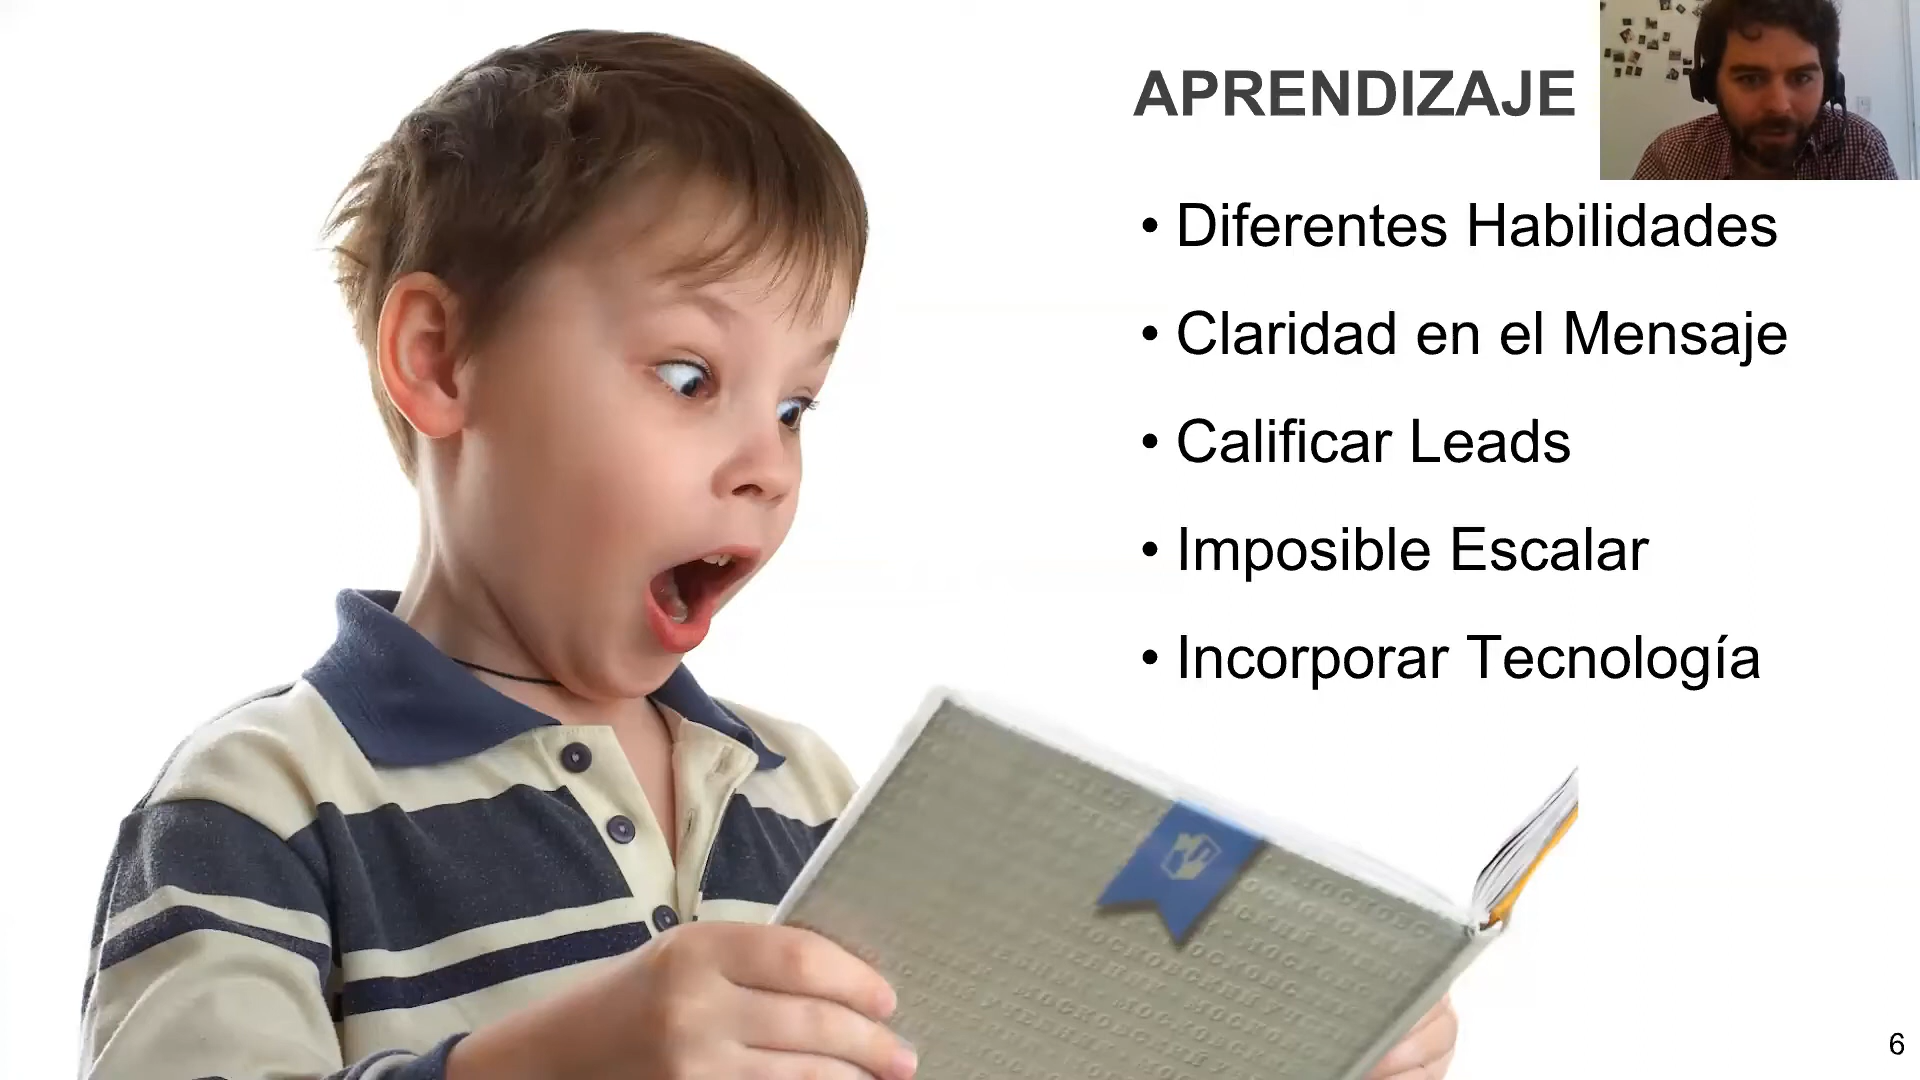 APRENDIZAJE
• Diferentes Habilidades
• Claridad en el Mensaje
• Calificar Leads
• Imposible Escalar
• Incorporar Tecnología
6